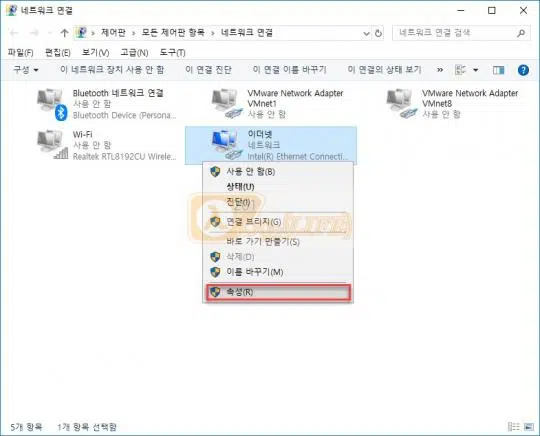 네트워크 연결
제어판 > 모든 제어판 항목 > 네트워크 연결
네트워크 연결 검색
파일(F) 편집(E) 보기(V) 고급(N) 도구(T)
구성 이 네트워크 장치 사용 안 함 이 연결 진단 이 연결 이름 바꾸기 이 연결의 상태 보기 »
Bluetooth 네트워크 연결
사용 안 함
Bluetooth Device (Persona...
VMware Network Adapter
VMnet1
사용 안 함
VMware Network Adapter
VMnet8
사용 안 함
Wi-Fi
사용 안 함
Realtek RTL8192CU Wirele...
이더넷
네트워크
Intel(R) Ethernet Connecti...
사용 안 함(B)
상태(U)
진단(I)
연결 브리지(G)
바로 가기 만들기(S)
삭제(D)
이름 바꾸기(M)
속성(R)
5개 항목 1개 항목 선택함